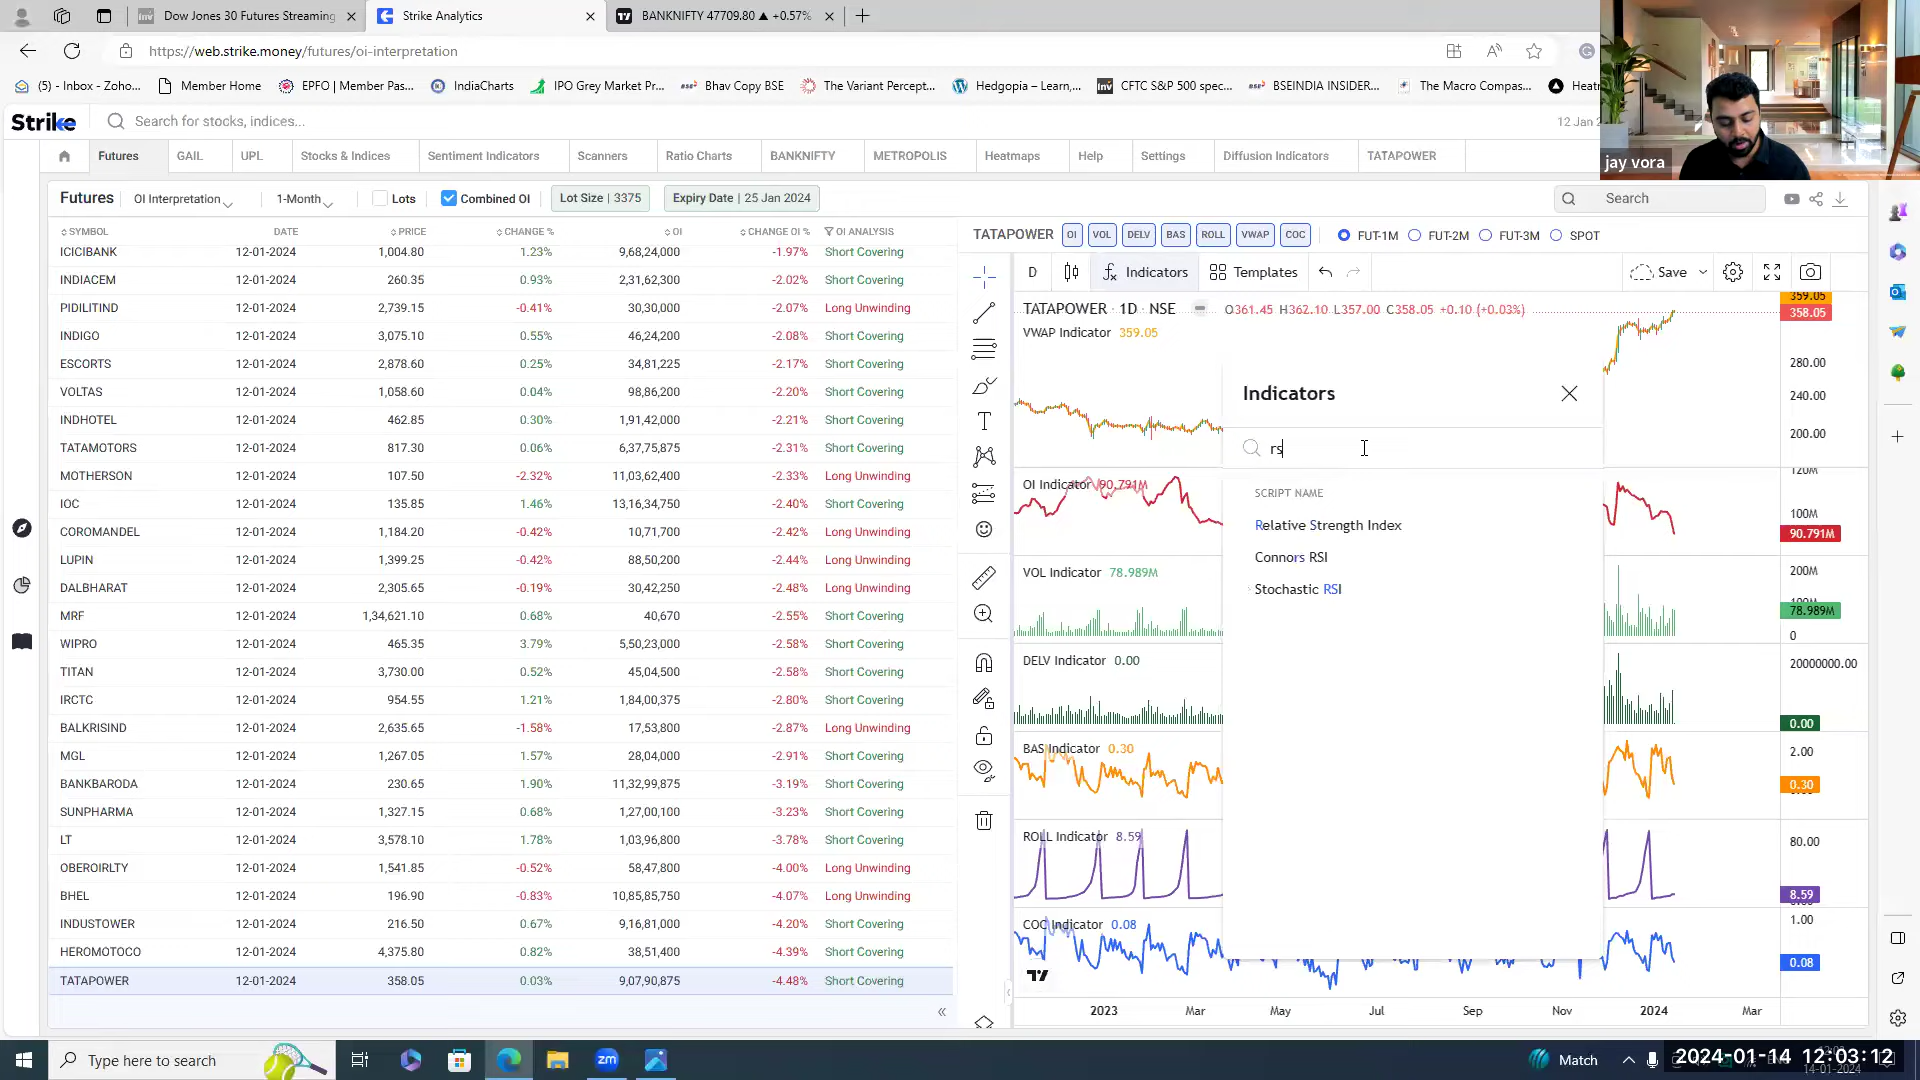 Dow Jones 30 Futures Streaming
Strike Analytics
BANKNIFTY 47709.80 ▲ +0.57%
https://web.strike.money/futures/oi-interpretation
(5) - Inbox - Zoho...
Member Home
EPFO | Member Pas...
IndiaCharts
IPO Grey Market Pr...
Bhav Copy BSE
The Variant Percept...
Hedgopia – Learn,...
CFTC S&P 500 spec...
BSEINDIA INSIDER...
The Macro Compas...
Strike
Search for stocks, indices...
jay vora
Futures
GAIL
UPL
Stocks & Indices
Sentiment Indicators
Scanners
Ratio Charts
BANKNIFTY
METROPOLIS
Heatmaps
Help
Settings
Diffusion Indicators
TATAPOWER
Futures OI Interpretation 1-Month Lots Combined OI Lot Size | 3375 Expiry Date | 25 Jan 2024
Search
SYMBOL DATE PRICE CHANGE % OI CHANGE OI % OI ANALYSIS
ICICIBANK 12-01-2024 1,004.80 1.23% 9,68,24,000 -1.97% Short Covering
INDIACEM 12-01-2024 260.35 0.93% 2,31,62,300 -2.02% Short Covering
PIDILITIND 12-01-2024 2,739.15 -0.41% 30,30,000 -2.07% Long Unwinding
INDIGO 12-01-2024 3,075.10 0.55% 46,24,200 -2.08% Short Covering
ESCORTS 12-01-2024 2,878.60 0.25% 34,81,225 -2.17% Short Covering
VOLTAS 12-01-2024 1,058.60 0.04% 98,86,200 -2.20% Short Covering
INDHOTEL 12-01-2024 462.85 0.30% 1,91,42,000 -2.21% Short Covering
TATAMOTORS 12-01-2024 817.30 0.06% 6,37,75,875 -2.31% Short Covering
MOTHERSON 12-01-2024 107.50 -2.32% 11,03,62,400 -2.33% Long Unwinding
IOC 12-01-2024 135.85 1.46% 13,16,34,750 -2.40% Short Covering
COROMANDEL 12-01-2024 1,184.20 -0.42% 10,71,700 -2.42% Long Unwinding
LUPIN 12-01-2024 1,399.25 -0.42% 88,50,200 -2.44% Long Unwinding
DALBHARAT 12-01-2024 2,305.65 -0.19% 30,42,250 -2.48% Long Unwinding
MRF 12-01-2024 1,34,621.10 0.68% 40,670 -2.55% Short Covering
WIPRO 12-01-2024 465.35 3.79% 5,50,23,000 -2.58% Short Covering
TITAN 12-01-2024 3,730.00 0.52% 45,04,500 -2.58% Short Covering
IRCTC 12-01-2024 954.55 1.21% 1,84,00,375 -2.80% Short Covering
BALKRISIND 12-01-2024 2,635.65 -1.58% 17,53,800 -2.87% Long Unwinding
MGL 12-01-2024 1,267.05 1.57% 28,04,000 -2.91% Short Covering
BANKBARODA 12-01-2024 230.65 1.90% 11,32,99,875 -3.19% Short Covering
SUNPHARMA 12-01-2024 1,327.15 0.68% 1,27,00,100 -3.23% Short Covering
LT 12-01-2024 3,578.10 1.78% 1,03,96,800 -3.78% Short Covering
OBEROIRLTY 12-01-2024 1,541.85 -0.52% 58,47,800 -4.00% Long Unwinding
BHEL 12-01-2024 196.90 -0.83% 10,85,85,750 -4.07% Long Unwinding
INDUSTOWER 12-01-2024 216.50 0.67% 9,16,81,000 -4.20% Short Covering
HEROMOTOCO 12-01-2024 4,375.80 0.82% 38,51,400 -4.39% Short Covering
TATAPOWER 12-01-2024 358.05 0.03% 9,07,90,875 -4.48% Short Covering
TATAPOWER OI VOL DELV BAS ROLL VWAP COC FUT-1M FUT-2M FUT-3M SPOT
D Indicators Templates Save
TATAPOWER · 1D · NSE O361.45 H362.10 L357.00 C358.05 +0.10 (+0.03%)
VWAP Indicator 359.05
359.05
358.05
280.00
240.00
200.00
Indicators
rs
SCRIPT NAME
Relative Strength Index
Connors RSI
Stochastic RSI
OI Indicator 90.791M
120M
100M
90.791M
VOL Indicator 78.989M
200M
78.989M
0
DELV Indicator 0.00
20000000.00
0.00
BAS Indicator 0.30
2.00
0.30
ROLL Indicator 8.59
80.00
8.59
COC Indicator 0.08
1.00
0.08
2023 Mar May Jul Sep Nov 2024 Mar
Type here to search
zm
Match
2024-01-14 12:03:12
14-01-2024